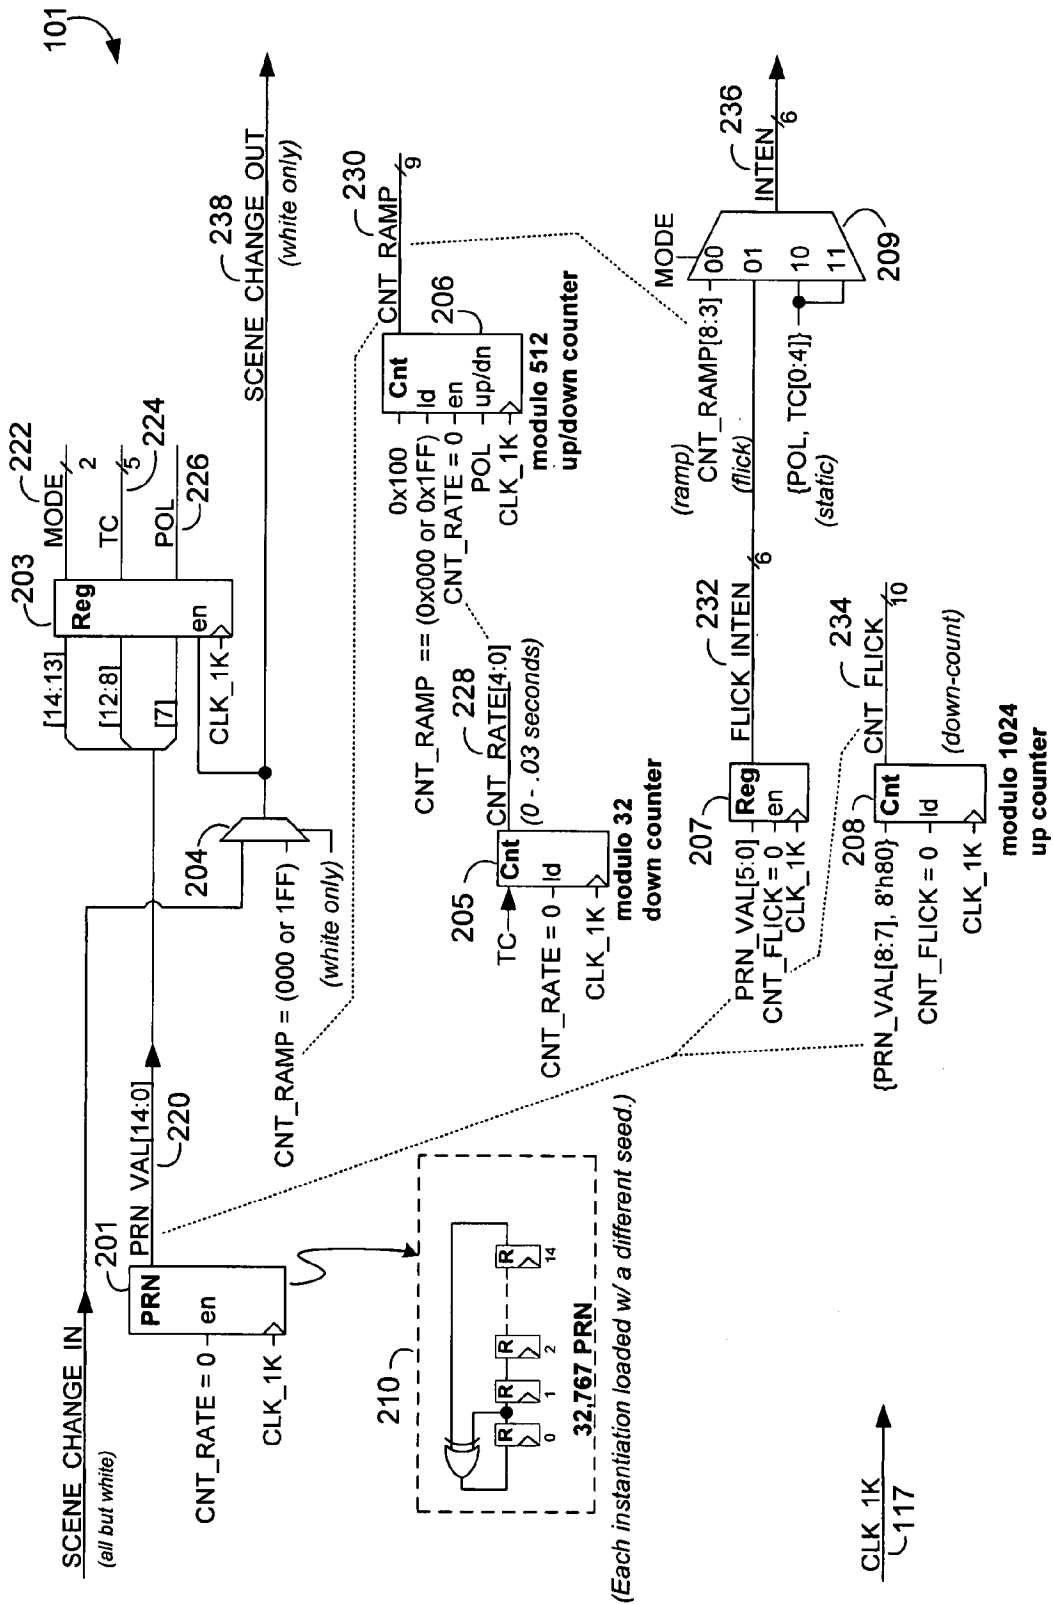 101
SCENE_CHANGE IN
(all but white)
PRN
201
PRN_VAL[14:0]
220
CNT_RATE = 0
en
CLK_1K
[14:13]
[12:8]
[7]
203
Reg
en
CLK_1K
MODE
222
2
TC
224
5
POL
226
204
CNT_RAMP = (000 or 1FF)
(white only)
SCENE_CHANGE_OUT
238
(white only)
210
R
R
R
R
0
1
2
14
32,767 PRN
(Each instantiation loaded w/ a different seed.)
205
TC
Cnt
CNT_RATE = 0
ld
CLK_1K
modulo 32
down counter
CNT_RATE[4:0]
228
(0 - .03 seconds)
0x100
CNT_RAMP == (0x000 or 0x1FF)
CNT_RATE = 0
POL
CLK_1K
Cnt
ld
en
up/dn
206
modulo 512
up/down counter
CNT_RAMP
230
9
207
PRN_VAL[5:0]
CNT_FLICK = 0
CLK_1K
Reg
en
FLICK_INTEN
232
6
208
{PRN_VAL[8:7], 8'h80}
CNT_FLICK = 0
CLK_1K
Cnt
ld
CNT_FLICK
234
10
(down-count)
modulo 1024
up counter
(ramp)
CNT_RAMP[8:3]
(flick)
{POL, TC[0:4]}
(static)
MODE
00
01
10
11
209
INTEN
236
6
CLK_1K
117